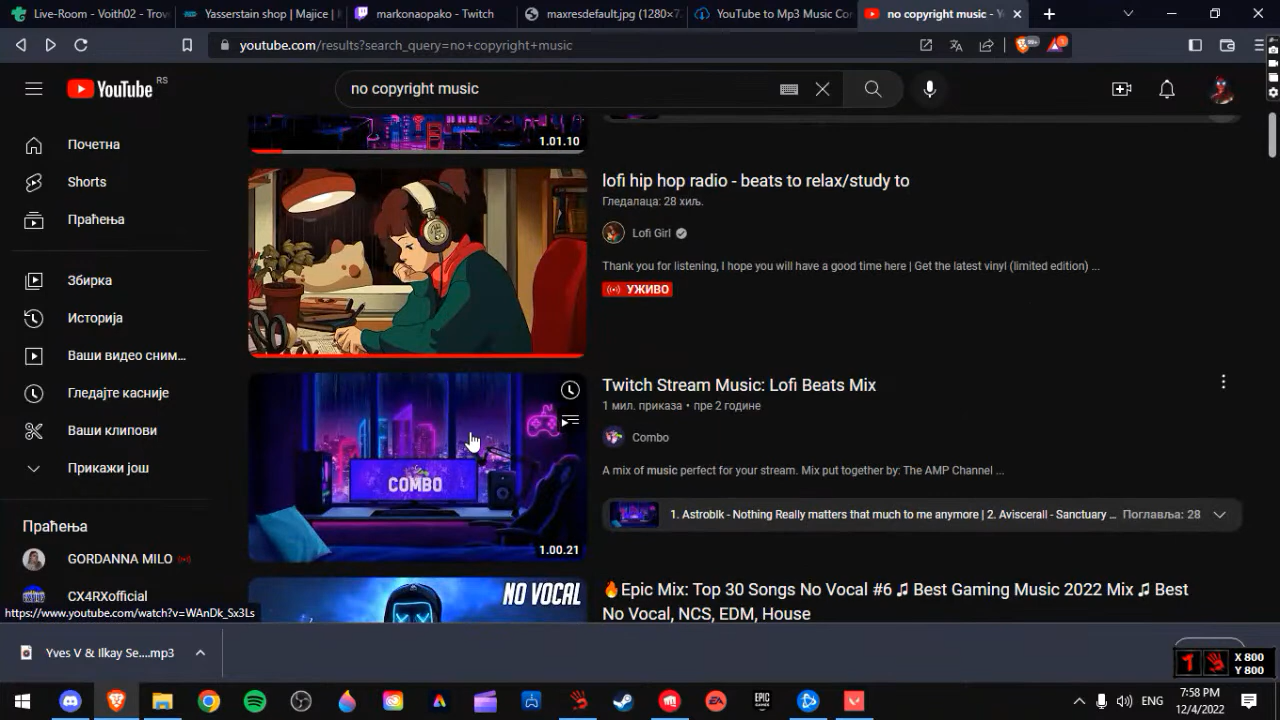 Live-Room - Voith02 - Trov
Yasserstain shop | Majice |
markonaopako - Twitch
maxresdefault.jpg (1280×7
YouTube to Mp3 Music Con
no copyright music - Y
youtube.com/results?search_query=no+copyright+music
99+
1
YouTube RS
no copyright music
Почетна
Shorts
Праћења
Збирка
Историја
Ваши видео сним...
Гледајте касније
Ваши клипови
Прикажи још
Праћења
GORDANNA MILO
CX4RXofficial
https://www.youtube.com/watch?v=WAnDk_Sx3Ls
1.01.10
lofi hip hop radio - beats to relax/study to
Гледалаца: 28 хиљ.
Lofi Girl
Thank you for listening, I hope you will have a good time here | Get the latest vinyl (limited edition) ...
УЖИВО
COMBO
1.00.21
Twitch Stream Music: Lofi Beats Mix
1 мил. приказа • пре 2 године
Combo
A mix of music perfect for your stream. Mix put together by: The AMP Channel ...
1. Astroblk - Nothing Really matters that much to me anymore | 2. Aviscerall - Sanctuary ...
Поглавља: 28
NO VOCAL
🔥Epic Mix: Top 30 Songs No Vocal #6 ♫ Best Gaming Music 2022 Mix ♫ Best
No Vocal, NCS, EDM, House
Yves V & Ilkay Se....mp3
X 800
Y 800
EA
EPIC
GAMES
ENG
7:58 PM
12/4/2022